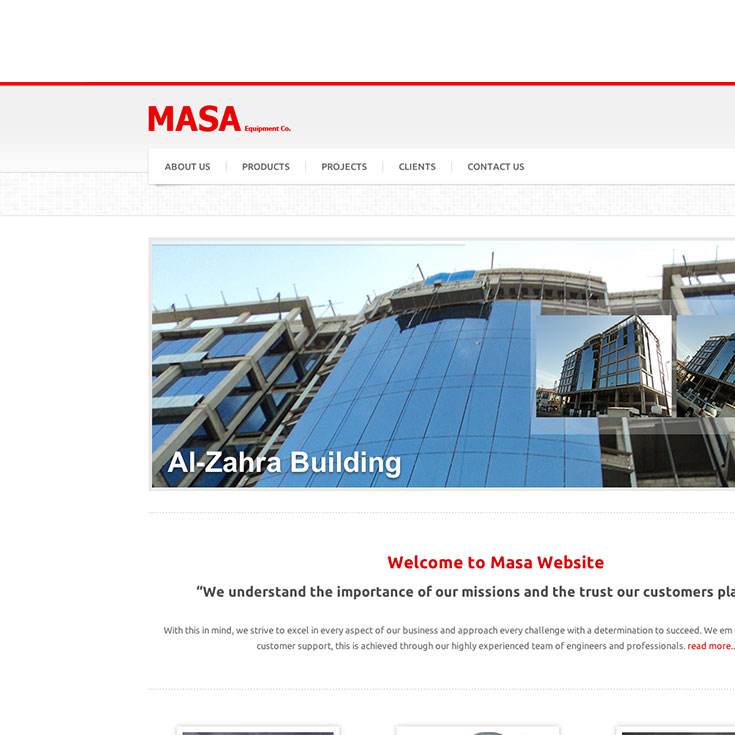 MASA Equipment Co.
ABOUT US PRODUCTS PROJECTS CLIENTS CONTACT US
Al-Zahra Building
Welcome to Masa Website
“We understand the importance of our missions and the trust our customers
With this in mind, we strive to excel in every aspect of our business and approach every challenge with a determination to succeed. We
customer support, this is achieved through our highly experienced team of engineers and professionals. read more..